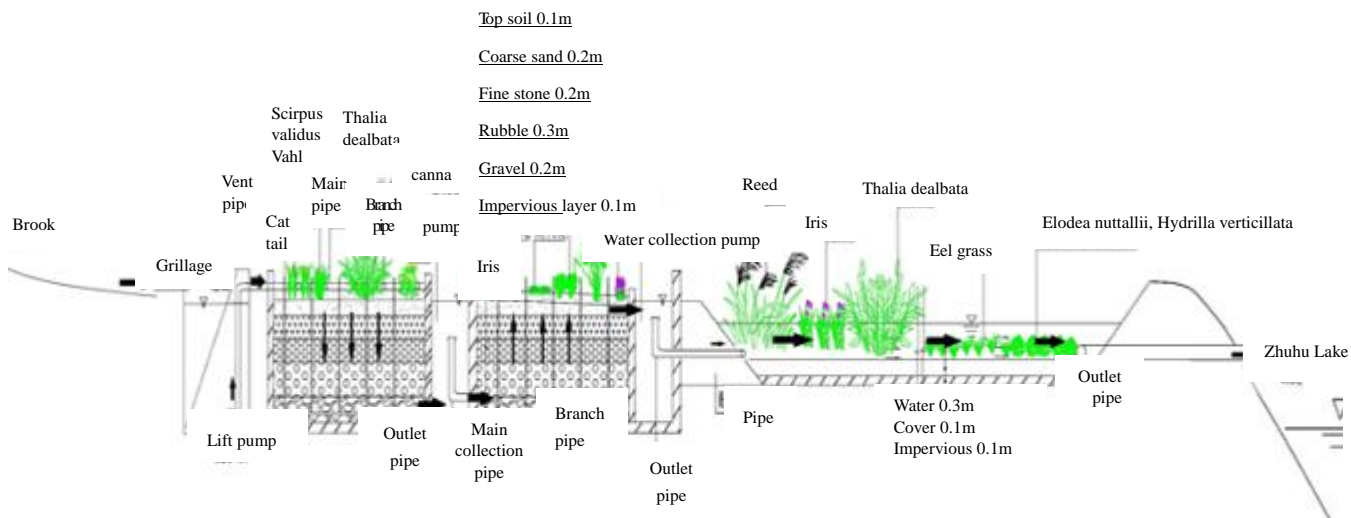 Top soil 0.1m
Coarse sand 0.2m
Fine stone 0.2m
Rubble 0.3m
Gravel 0.2m
Impervious layer 0.1m
Scirpus
validus
Vahl
Thalia
dealbata
canna
Vent
pipe
Main
pipe
Branch
pipe
pump
Cat
tail
Brook
Grillage
Iris
Water collection pump
Reed
Iris
Thalia dealbata
Eel grass
Elodea nuttallii, Hydrilla verticillata
Zhuhu Lake
Lift pump
Outlet
pipe
Main
collection
pipe
Branch
pipe
Outlet
pipe
Pipe
Water 0.3m
Cover 0.1m
Impervious 0.1m
Outlet
pipe